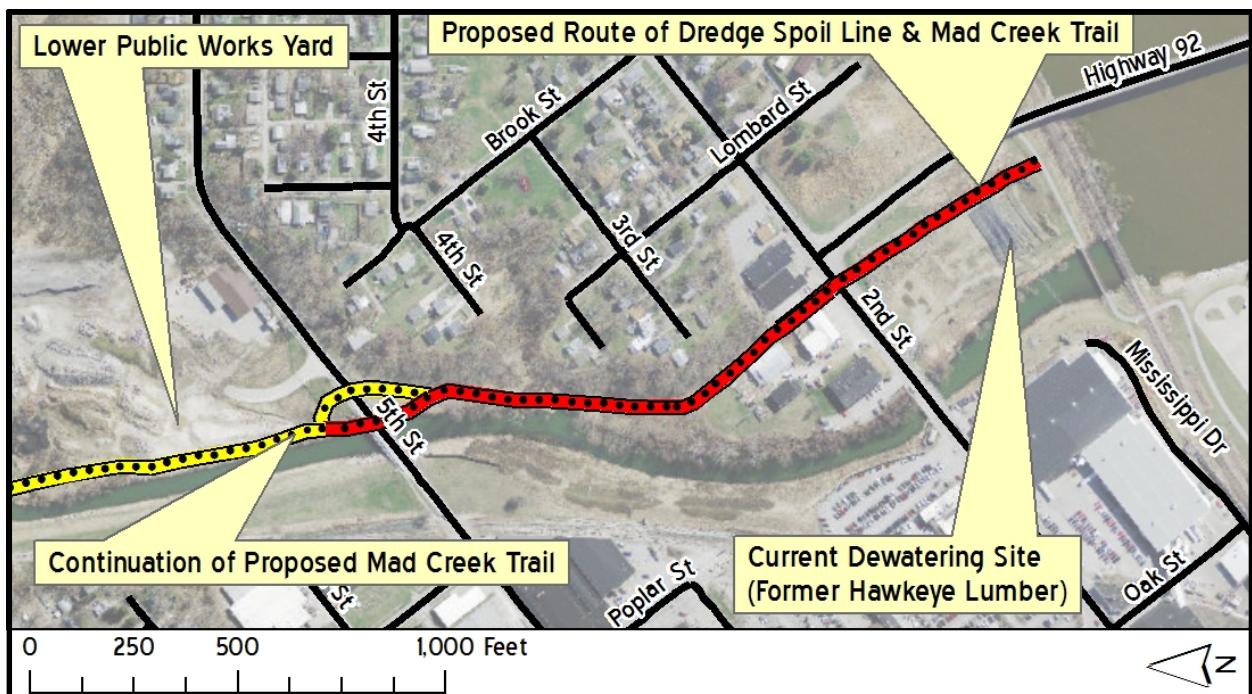 Lower Public Works Yard
Proposed Route of Dredge Spoil Line & Mad Creek Trail
Highway 92
4th St
Brook St
Lombard St
4th St
3rd St
2nd St
5th St
Mississippi Dr
Continuation of Proposed Mad Creek Trail
Current Dewatering Site
(Former Hawkeye Lumber)
St
Poplar St
Oak St
0 250 500 1,000 Feet
N